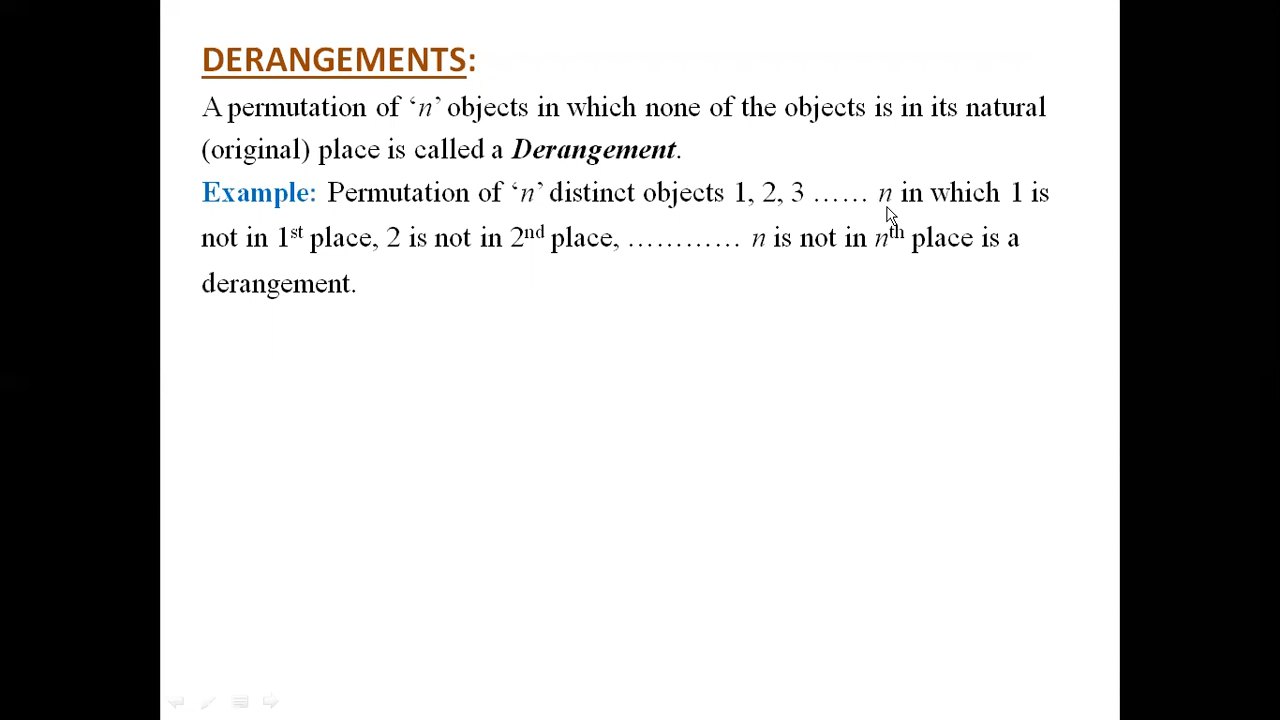 DERANGEMENTS:
A permutation of ‘n’ objects in which none of the objects is in its natural
(original) place is called a Derangement.
Example: Permutation of ‘n’ distinct objects 1, 2, 3 …… n in which 1 is
not in 1st place, 2 is not in 2nd place, ………… n is not in nth place is a
derangement.